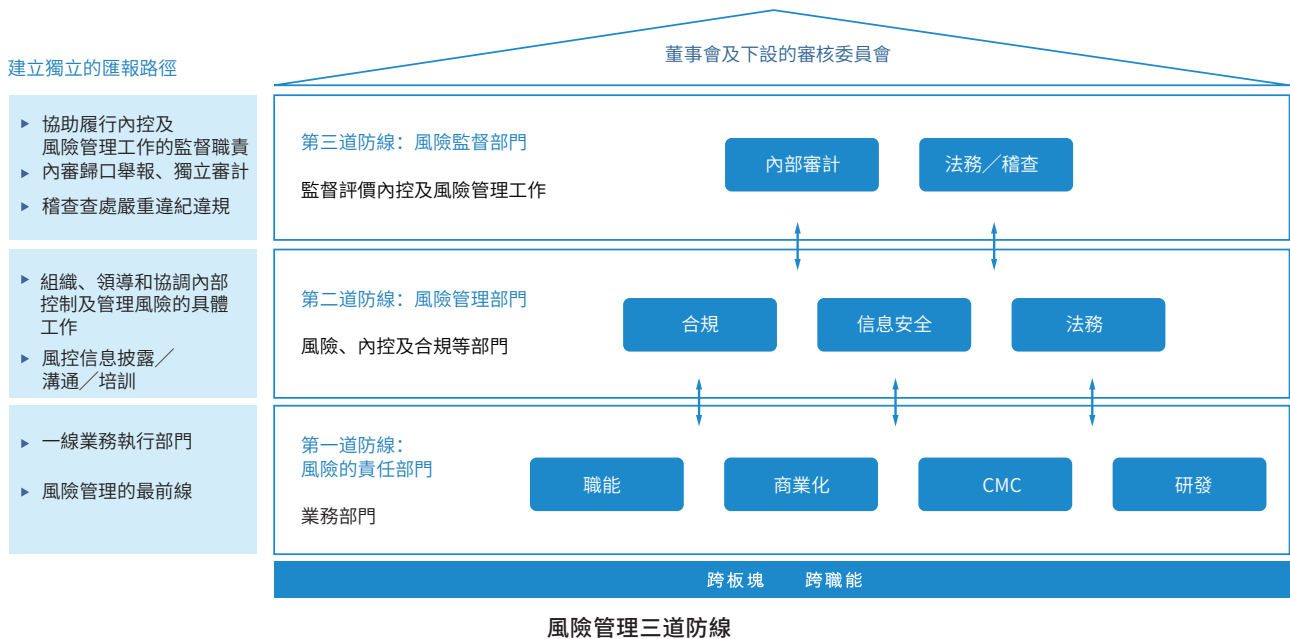 董事會及下設的審核委員會
建立獨立的匯報路徑
▸ 協助履行內控及
風險管理工作的監督職責
▸ 內審歸口舉報、獨立審計
▸ 稽查查處嚴重違紀違規
第三道防線：風險監督部門
監督評價內控及風險管理工作
內部審計
法務／稽查
▸ 組織、領導和協調內部
控制及管理風險的具體
工作
▸ 風控信息披露／
溝通／培訓
第二道防線：風險管理部門
風險、內控及合規等部門
合規
信息安全
法務
▸ 一線業務執行部門
▸ 風險管理的最前線
第一道防線：
風險的責任部門
業務部門
職能
商業化
CMC
研發
跨板塊 跨職能
風險管理三道防線